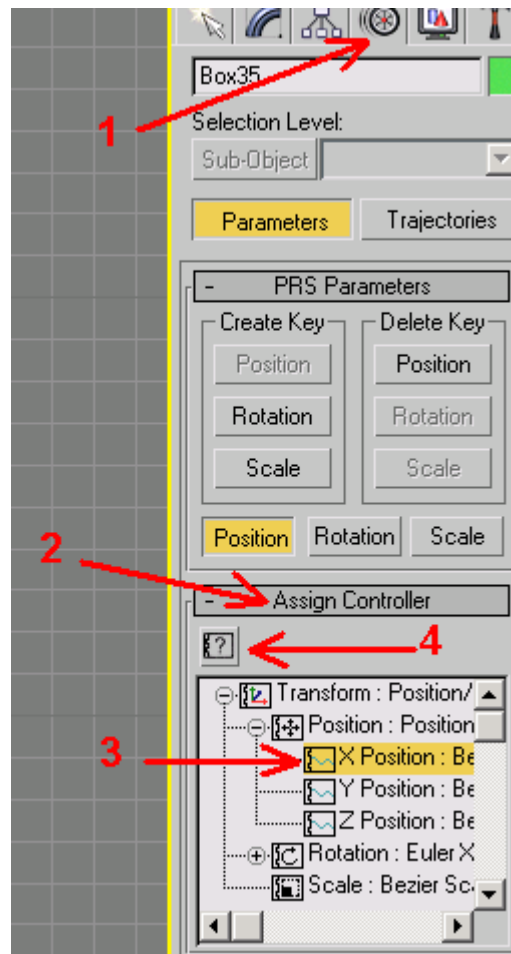 1
Box35
Selection Level:
Sub-Object
Parameters Trajectories
- PRS Parameters
Create Key Delete Key
Position Position
Rotation Rotation
Scale Scale
2
Position Rotation Scale
- Assign Controller
? 4
Transform : Position/
Position : Position
3 X Position : Be
Y Position : Be
Z Position : Be
Rotation : Euler X
Scale : Bezier Sc